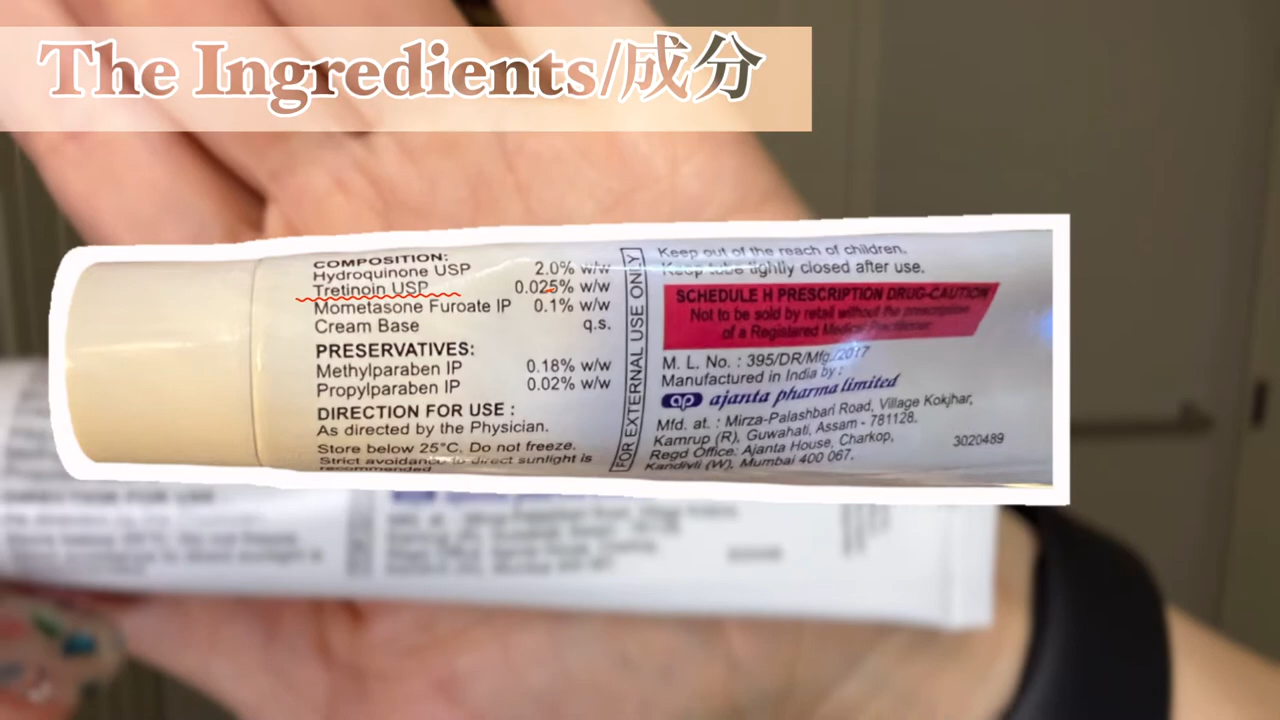 The Ingredients/成分
COMPOSITION:
Hydroquinone USP 2.0% w/w
Tretinoin USP 0.025% w/w
Mometasone Furoate IP 0.1% w/w
Cream Base q.s.
PRESERVATIVES:
Methylparaben IP 0.18% w/w
Propylparaben IP 0.02% w/w
DIRECTION FOR USE :
As directed by the Physician.
Store below 25°C. Do not freeze.
Strict avoidance to direct sunlight is
recommended
FOR EXTERNAL USE ONLY
Keep out of the reach of children.
Keep tube tightly closed after use.
SCHEDULE H PRESCRIPTION DRUG-CAUTION
Not to be sold by retail without the prescription
of a Registered Medical Practitioner
M. L. No. : 395/DR/Mfg./2017
Manufactured in India by :
ap ajanta pharma limited
Mfd. at. : Mirza-Palashbari Road, Village Kokjhar,
Kamrup (R), Guwahati, Assam - 781128.
Regd Office: Ajanta House, Charkop,
Kandivli (W), Mumbai 400 067.
3020489